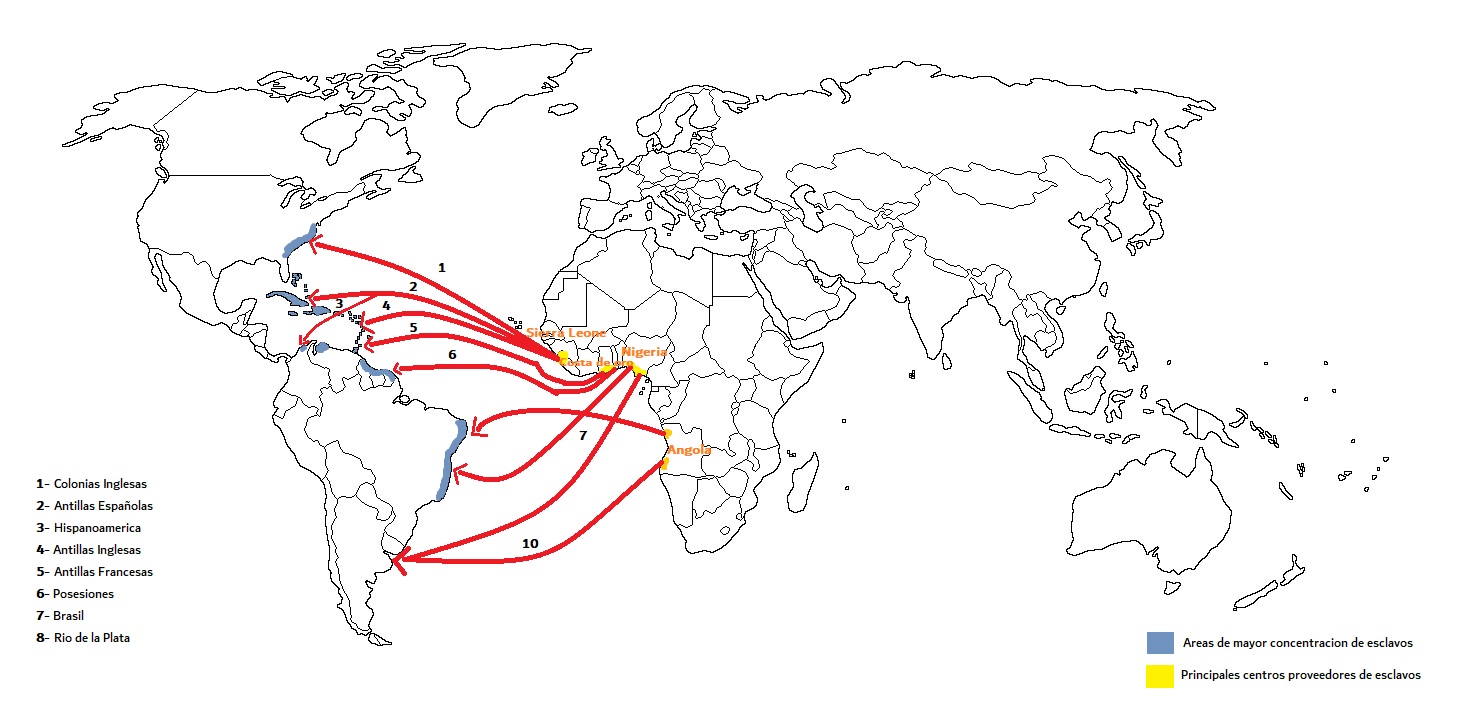 1
2
3
4
Sierra Leone
5
Nigeria
6
Costa de oro
7
Angola
1- Colonias Inglesas
2- Antillas Españolas
3- Hispanoamerica
10
4- Antillas Inglesas
5- Antillas Francesas
6- Posesiones
7- Brasil
8- Rio de la Plata
Areas de mayor concentracion de esclavos
Principales centros proveedores de esclavos